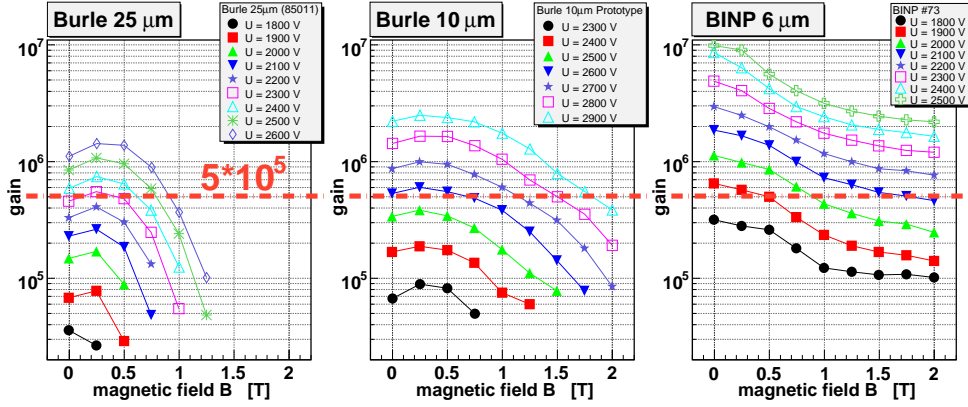 Burle 25 μm
Burle 25μm (85011)
U = 1800 V
U = 1900 V
U = 2000 V
U = 2100 V
U = 2200 V
U = 2300 V
U = 2400 V
U = 2500 V
U = 2600 V
gain
10⁷
10⁶
10⁵
5*10⁵
0 0.5 1 1.5 2
magnetic field B [T]
Burle 10 μm
Burle 10μm Prototype
U = 2300 V
U = 2400 V
U = 2500 V
U = 2600 V
U = 2700 V
U = 2800 V
U = 2900 V
gain
10⁷
10⁶
10⁵
0 0.5 1 1.5 2
magnetic field B [T]
BINP 6 μm
BINP #73
U = 1800 V
U = 1900 V
U = 2000 V
U = 2100 V
U = 2200 V
U = 2300 V
U = 2400 V
U = 2500 V
gain
10⁷
10⁶
10⁵
0 0.5 1 1.5 2
magnetic field B [T]